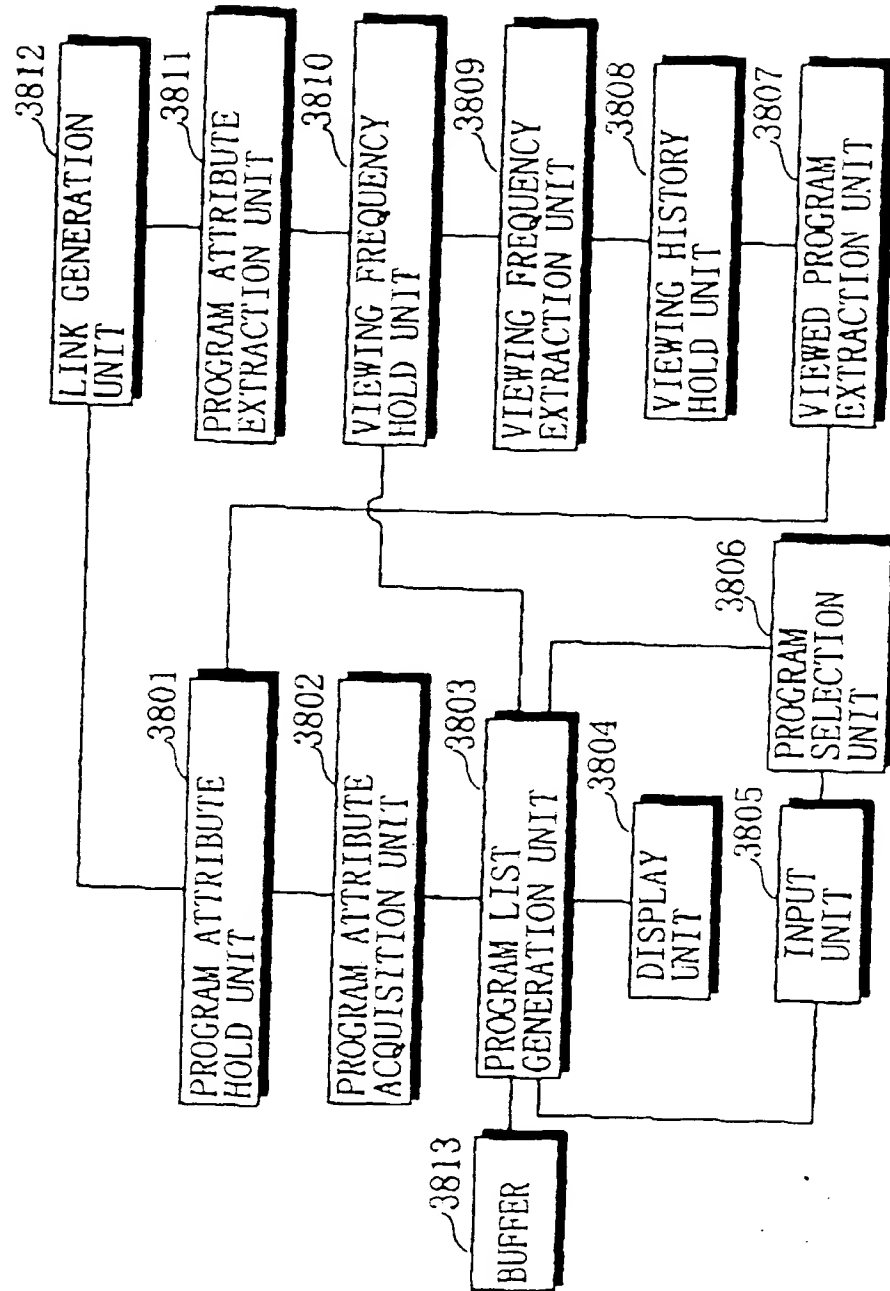 3801
PROGRAM ATTRIBUTE
HOLD UNIT
3802
PROGRAM ATTRIBUTE
ACQUISITION UNIT
3813
BUFFER
3803
PROGRAM LIST
GENERATION UNIT
3804
DISPLAY
UNIT
3805
INPUT
UNIT
3806
PROGRAM
SELECTION
UNIT
3812
LINK GENERATION
UNIT
3811
PROGRAM ATTRIBUTE
EXTRACTION UNIT
3810
VIEWING FREQUENCY
HOLD UNIT
3809
VIEWING FREQUENCY
EXTRACTION UNIT
3808
VIEWING HISTORY
HOLD UNIT
3807
VIEWED PROGRAM
EXTRACTION UNIT